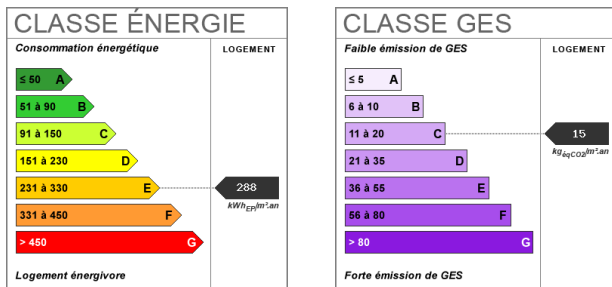 CLASSE ÉNERGIE
Consommation énergétique
LOGEMENT
≤ 50 A
51 à 90 B
91 à 150 C
151 à 230 D
231 à 330 E
288
kWhEP/m².an
331 à 450 F
> 450 G
Logement énergivore
CLASSE GES
Faible émission de GES
LOGEMENT
≤ 5 A
6 à 10 B
11 à 20 C
15
kgéqCO2/m².an
21 à 35 D
36 à 55 E
56 à 80 F
> 80 G
Forte émission de GES